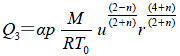 Q₃ = αp M/RT₀ u^((2-n)/(2+n)) r^((4+n)/(2+n))